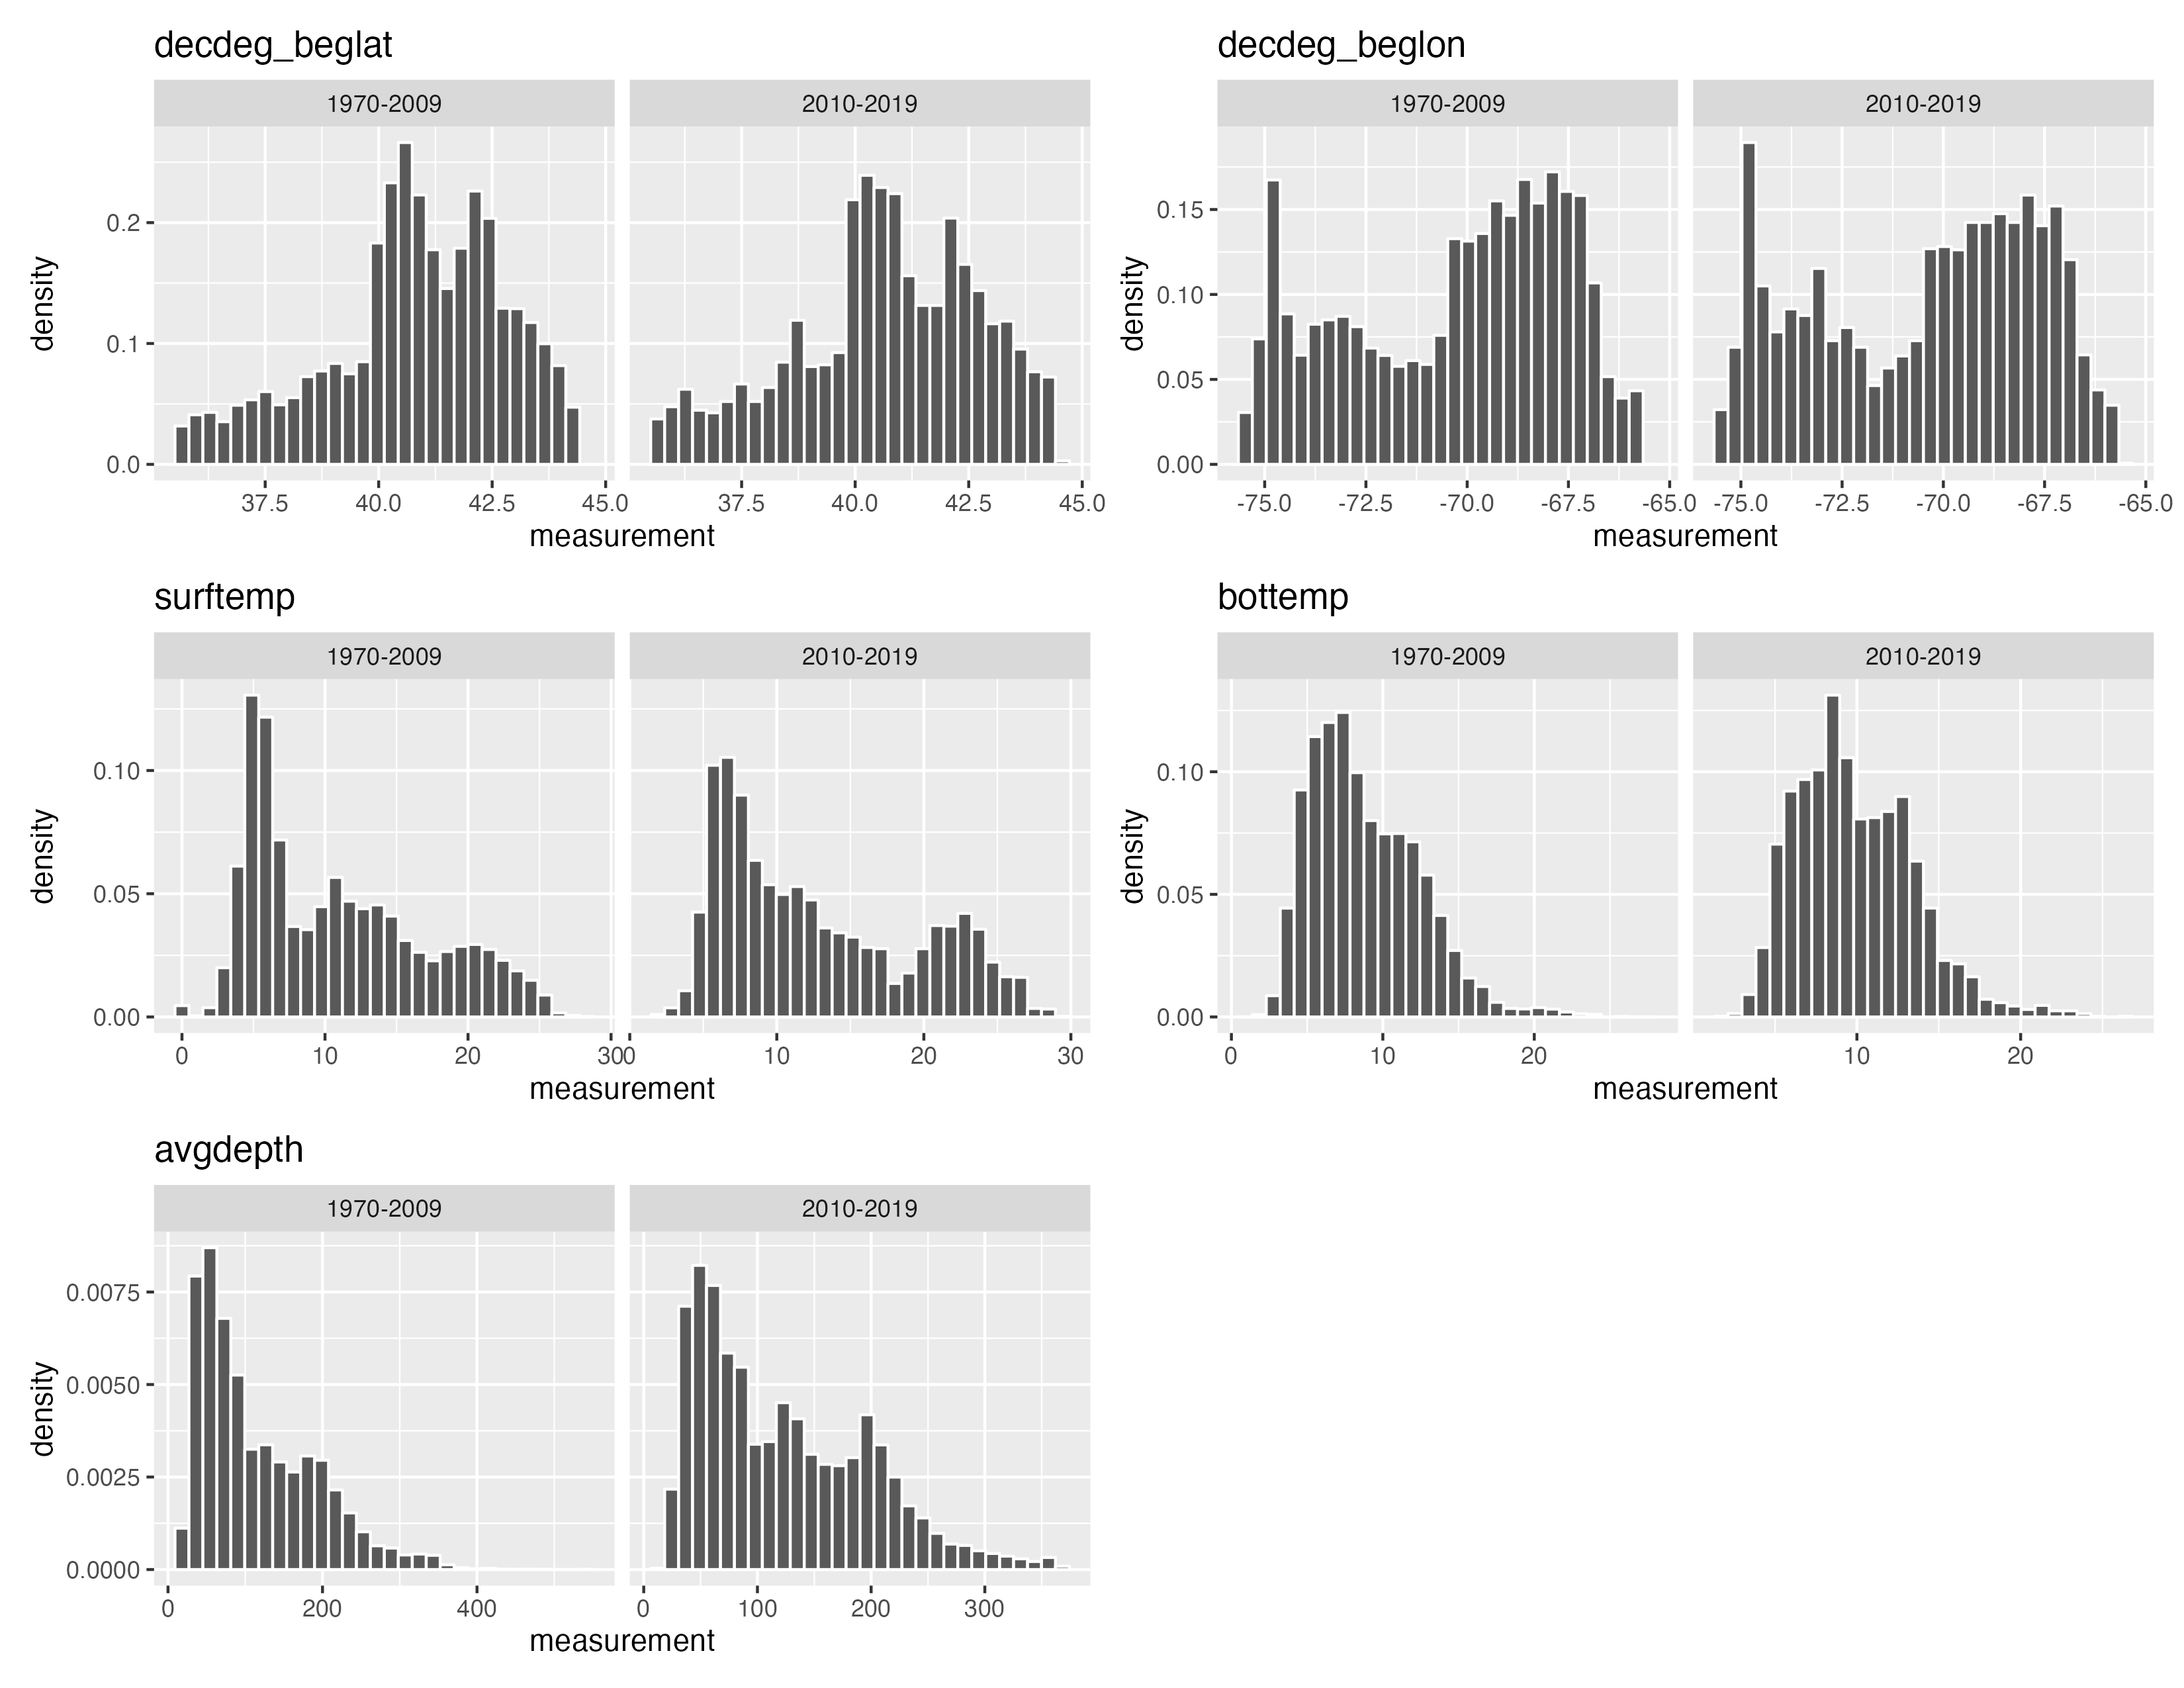 decdeg_beglat
1970-2009 2010-2019
density
0.2
0.1
0.0
37.5 40.0 42.5 45.0 37.5 40.0 42.5 45.0
measurement
decdeg_beglon
1970-2009 2010-2019
density
0.15
0.10
0.05
0.00
-75.0 -72.5 -70.0 -67.5 -65.0 -75.0 -72.5 -70.0 -67.5 -65.0
measurement
surftemp
1970-2009 2010-2019
density
0.10
0.05
0.00
0 10 20 30 0 10 20 30
measurement
bottemp
1970-2009 2010-2019
density
0.10
0.05
0.00
0 10 20 10 20
measurement
avgdepth
1970-2009 2010-2019
density
0.0075
0.0050
0.0025
0.0000
0 200 400 0 100 200 300
measurement